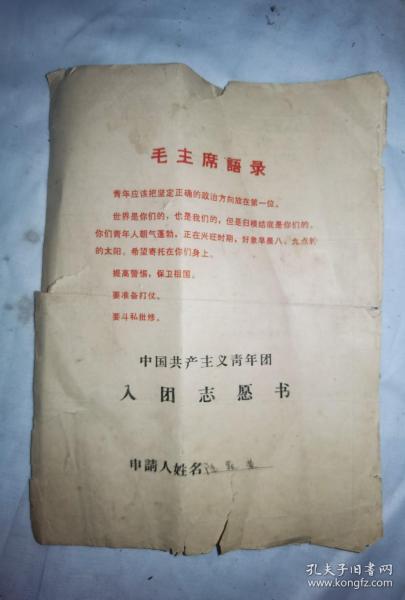 毛主席語录
青年应该把坚定正确的政治方向放在第一位。
世界是你们的，也是我们的，但是归根结底是你们的。
你们青年人朝气蓬勃，正在兴旺时期，好象早晨八、九点钟
的太阳。希望寄托在你们身上。
提高警惕，保卫祖国。
要准备打仗。
要斗私批修。
中国共产主义青年团
入团志愿书
申請人姓名
孔夫子旧书网
www.kongfz.com